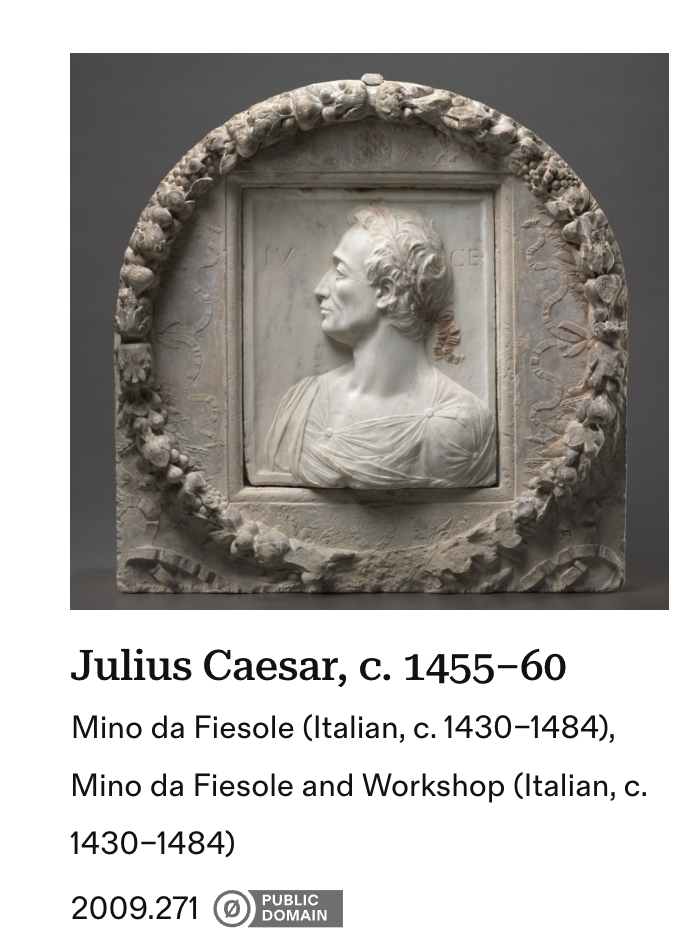 IV CE
Julius Caesar, c. 1455–60
Mino da Fiesole (Italian, c. 1430–1484),
Mino da Fiesole and Workshop (Italian, c.
1430–1484)
2009.271 PUBLIC
DOMAIN